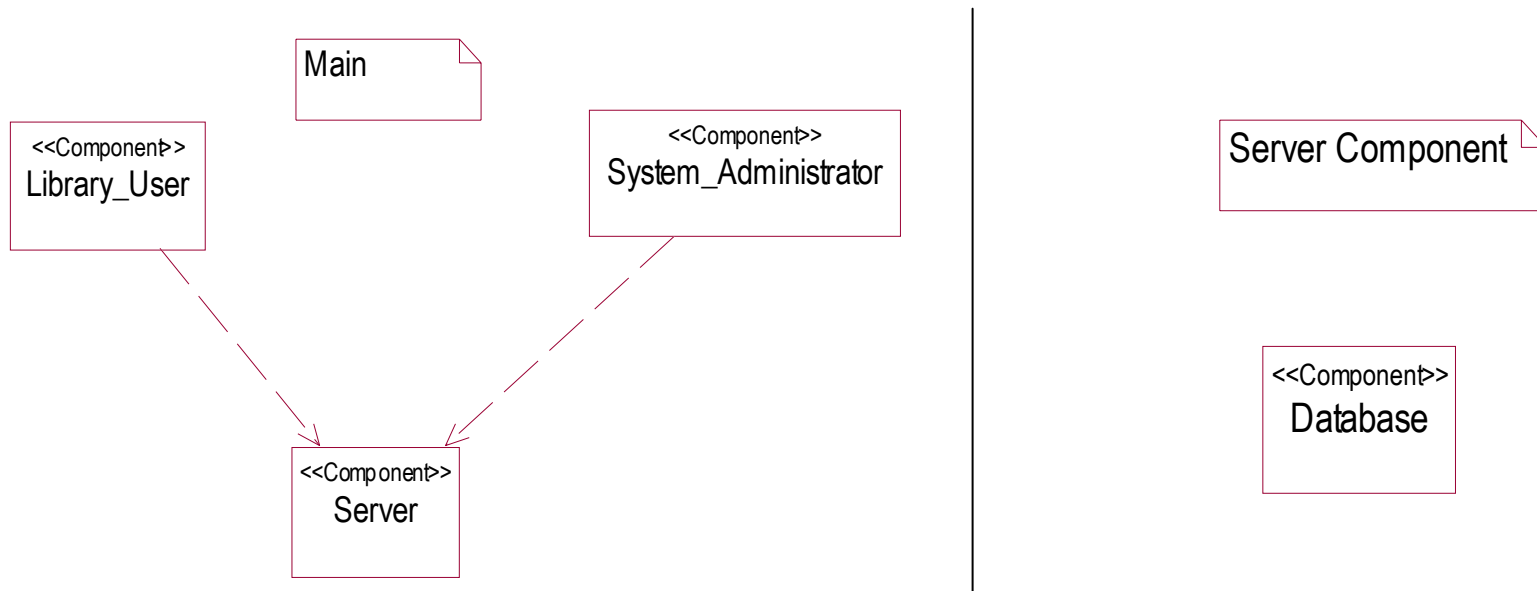 Main
<<Component>>
Library_User
<<Component>>
System_Administrator
<<Component>>
Server
Server Component
<<Component>>
Database